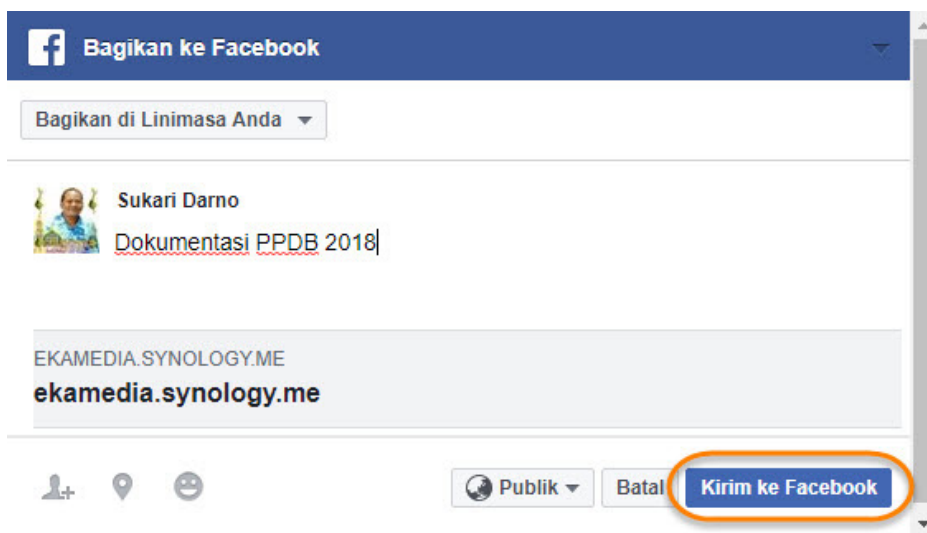 Bagikan ke Facebook
Bagikan di Linimasa Anda
Sukari Darno
Dokumentasi PPDB 2018
EKAMEDIA.SYNOLOGY.ME
ekamedia.synology.me
Publik Batal Kirim ke Facebook